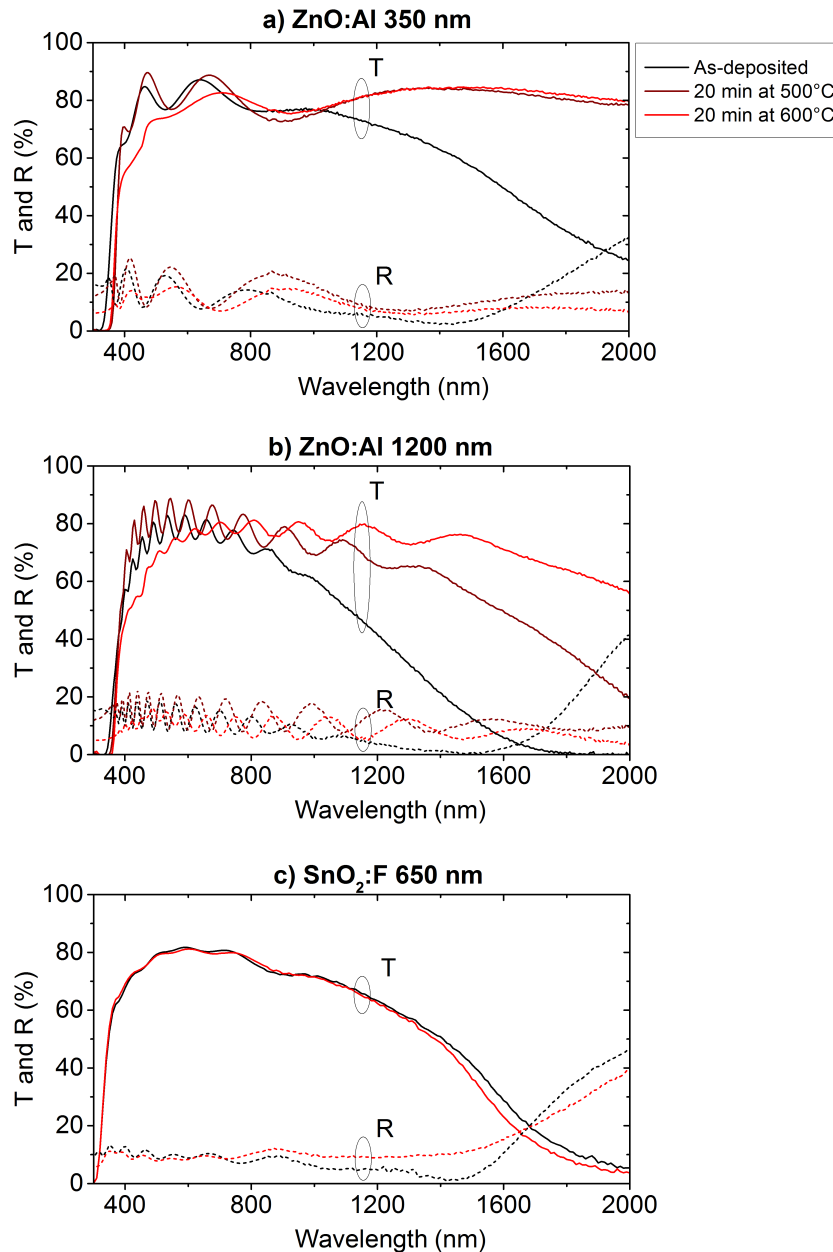 a) ZnO:Al 350 nm
100
80
60
40
20
0
T and R (%)
T
R
400 800 1200 1600 2000
Wavelength (nm)
As-deposited
20 min at 500°C
20 min at 600°C
b) ZnO:Al 1200 nm
100
80
60
40
20
0
T and R (%)
T
R
400 800 1200 1600 2000
Wavelength (nm)
c) SnO₂:F 650 nm
100
80
60
40
20
0
T and R (%)
T
R
400 800 1200 1600 2000
Wavelength (nm)